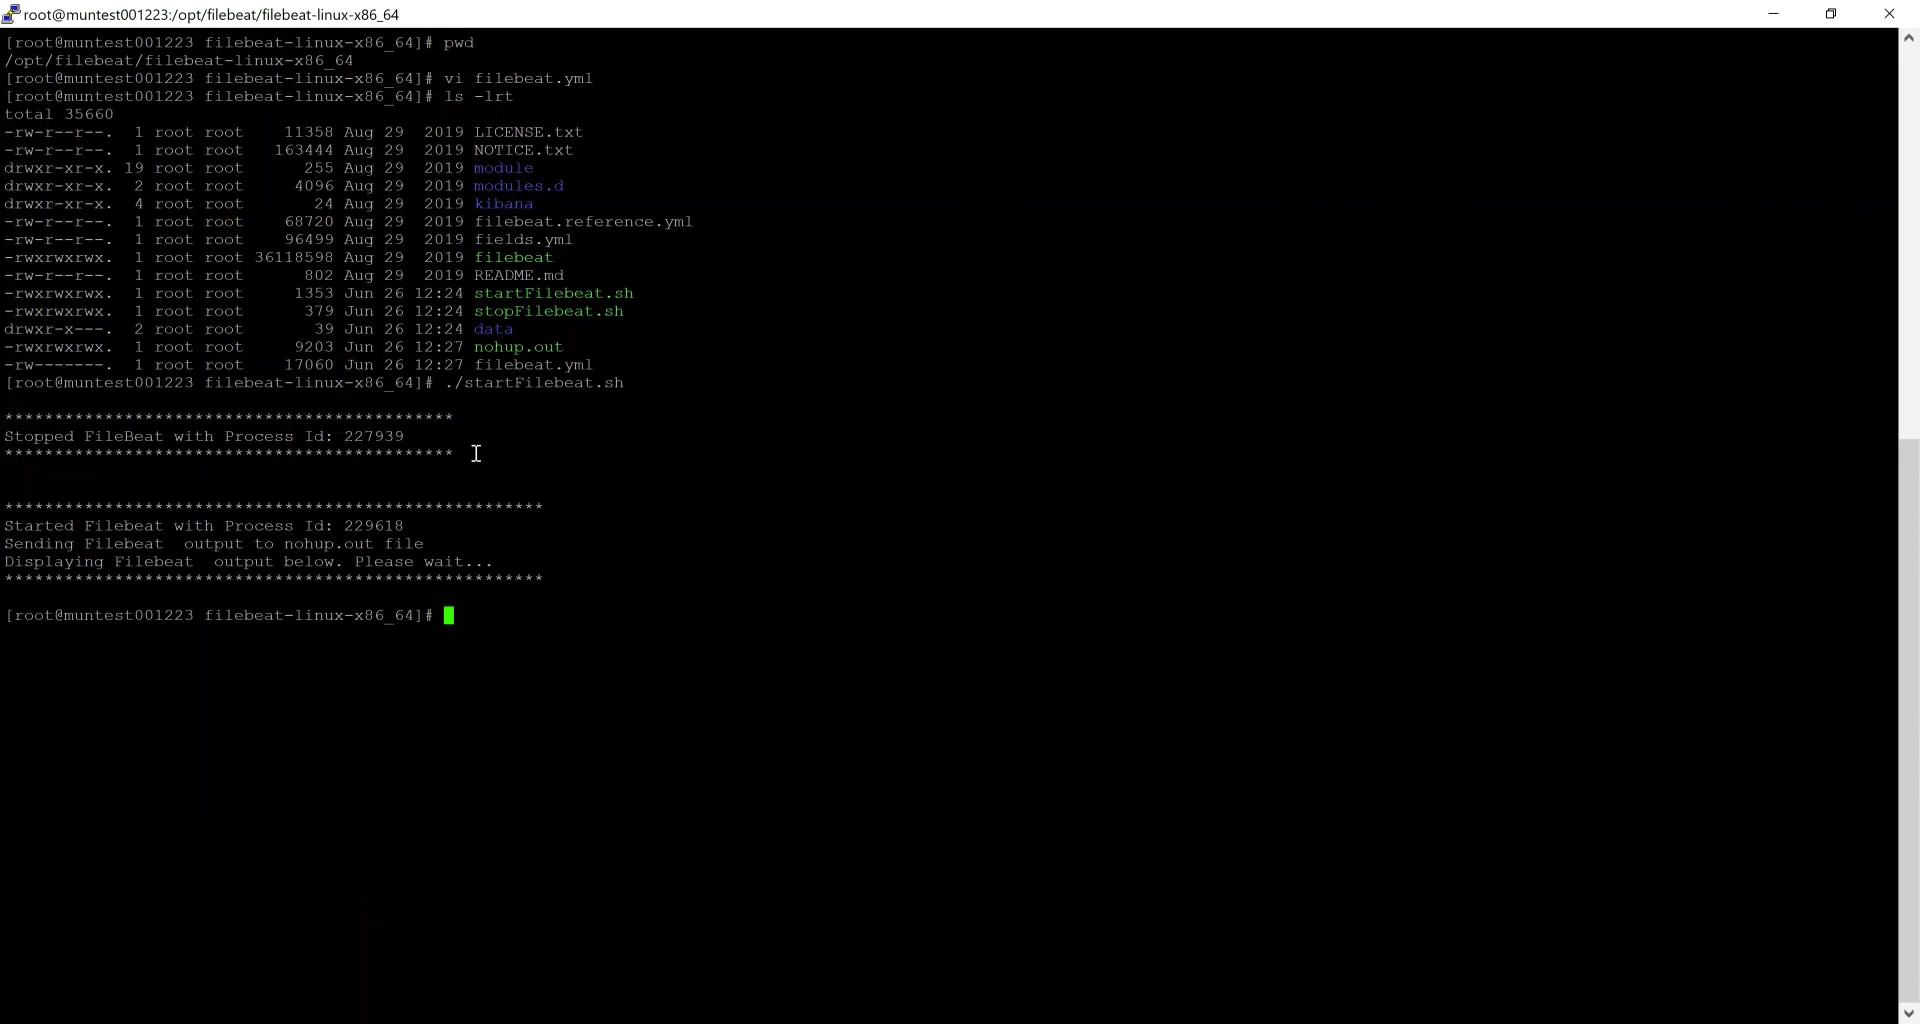 root@muntest001223:/opt/filebeat/filebeat-linux-x86_64
[root@muntest001223 filebeat-linux-x86_64]# pwd
/opt/filebeat/filebeat-linux-x86_64
[root@muntest001223 filebeat-linux-x86_64]# vi filebeat.yml
[root@muntest001223 filebeat-linux-x86_64]# ls -lrt
total 35660
-rw-r--r--.  1 root root    11358 Aug 29  2019 LICENSE.txt
-rw-r--r--.  1 root root   163444 Aug 29  2019 NOTICE.txt
drwxr-xr-x. 19 root root      255 Aug 29  2019 module
drwxr-xr-x.  2 root root     4096 Aug 29  2019 modules.d
drwxr-xr-x.  4 root root       24 Aug 29  2019 kibana
-rw-r--r--.  1 root root    68720 Aug 29  2019 filebeat.reference.yml
-rw-r--r--.  1 root root    96499 Aug 29  2019 fields.yml
-rwxrwxrwx.  1 root root 36118598 Aug 29  2019 filebeat
-rw-r--r--.  1 root root      802 Aug 29  2019 README.md
-rwxrwxrwx.  1 root root     1353 Jun 26 12:24 startFilebeat.sh
-rwxrwxrwx.  1 root root      379 Jun 26 12:24 stopFilebeat.sh
drwxr-x---.  2 root root       39 Jun 26 12:24 data
-rwxrwxrwx.  1 root root     9203 Jun 26 12:27 nohup.out
-rw-------.  1 root root    17060 Jun 26 12:27 filebeat.yml
[root@muntest001223 filebeat-linux-x86_64]# ./startFilebeat.sh
*********************************************
Stopped FileBeat with Process Id: 227939
*********************************************
******************************************************
Started Filebeat with Process Id: 229618
Sending Filebeat  output to nohup.out file
Displaying Filebeat  output below. Please wait...
******************************************************
[root@muntest001223 filebeat-linux-x86_64]#